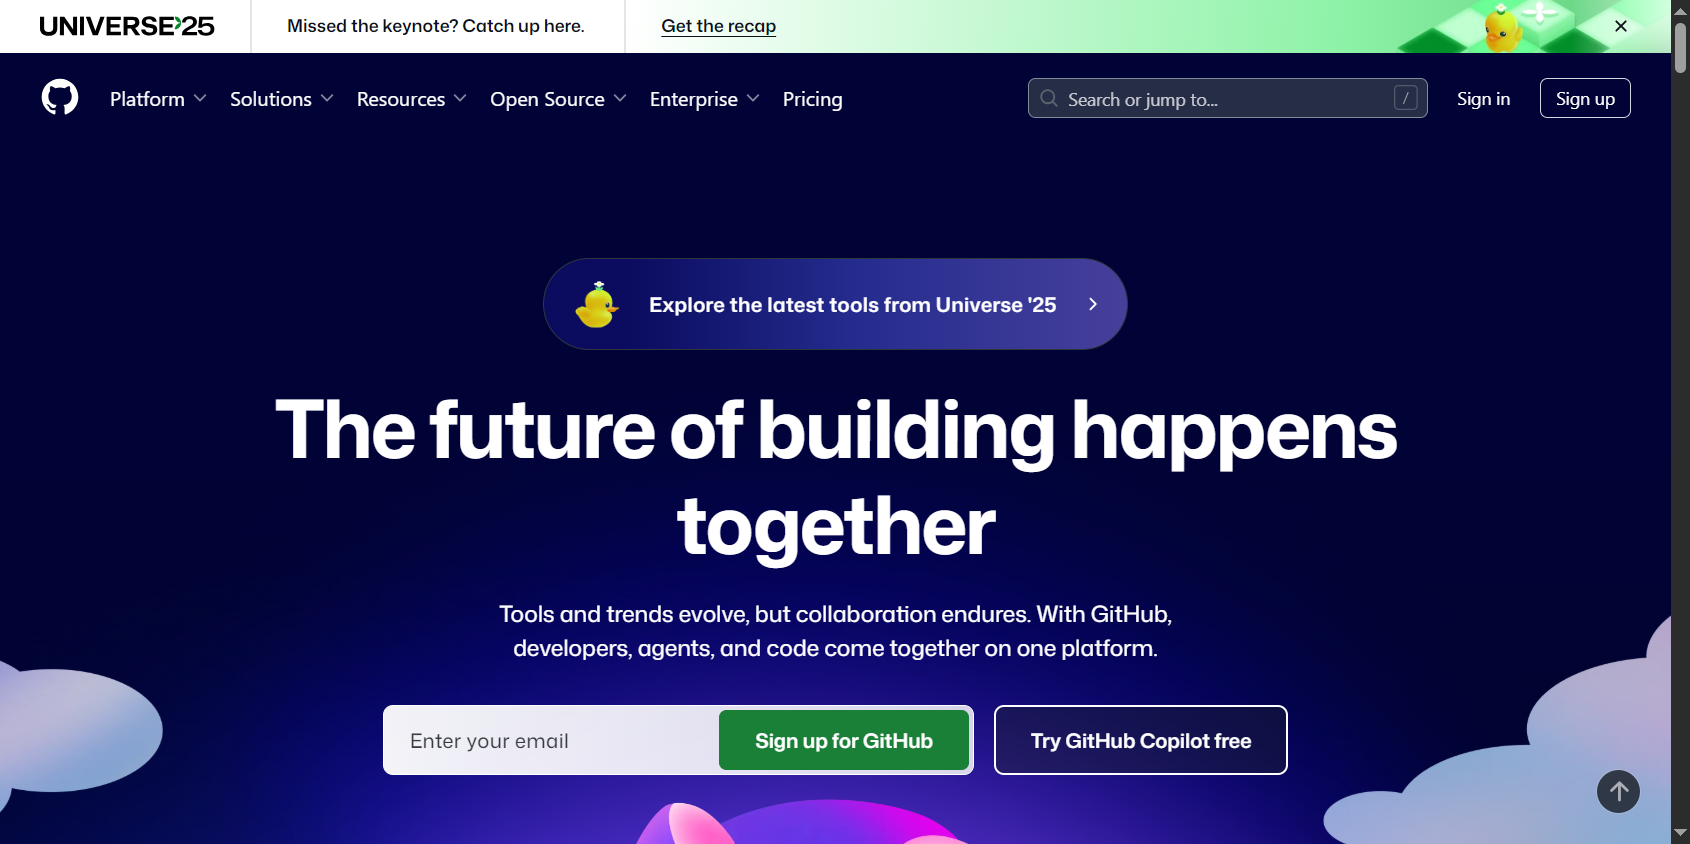 UNIVERSE'25
Missed the keynote? Catch up here.
Get the recap
Platform
Solutions
Resources
Open Source
Enterprise
Pricing
Search or jump to...
/
Sign in
Sign up
Explore the latest tools from Universe '25
The future of building happens
together
Tools and trends evolve, but collaboration endures. With GitHub,
developers, agents, and code come together on one platform.
Enter your email
Sign up for GitHub
Try GitHub Copilot free